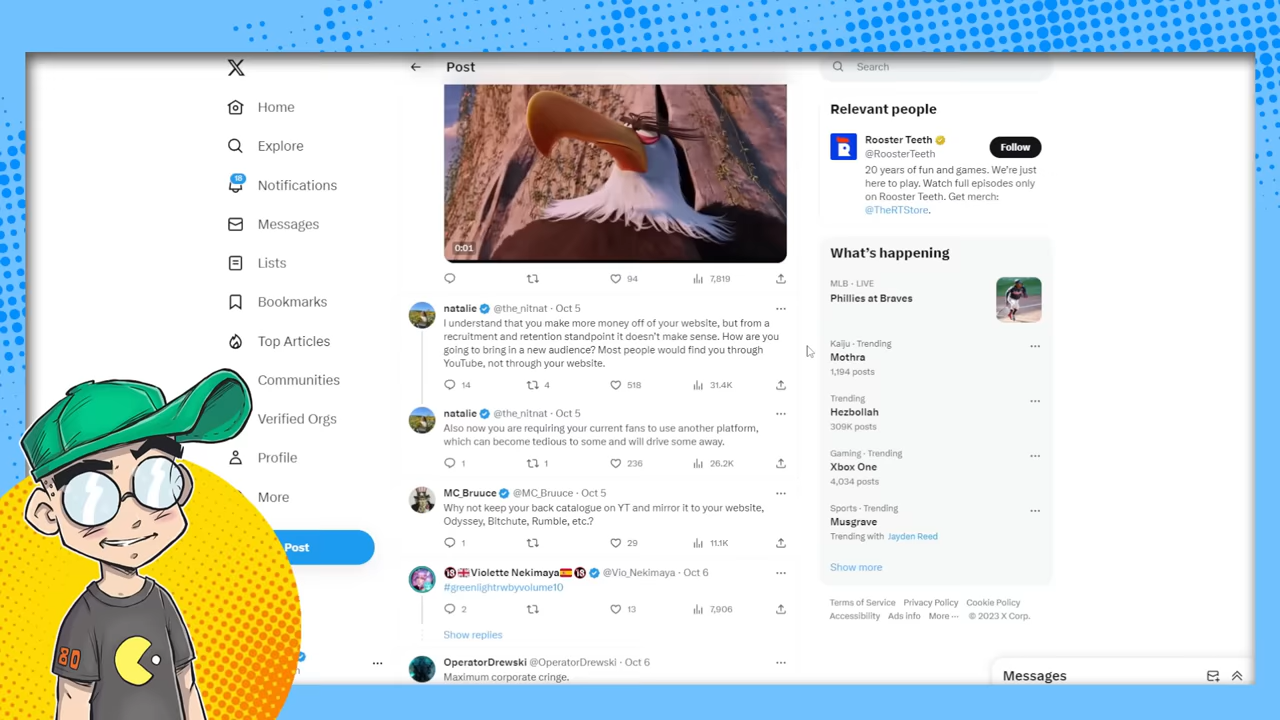 Post
Search
Home
Explore
18
Notifications
Messages
Lists
Bookmarks
Top Articles
Communities
Verified Orgs
Profile
More
Post
80
0:01
94
7,819
natalie @the_nitnat · Oct 5
I understand that you make more money off of your website, but from a
recruitment and retention standpoint it doesn't make sense. How are you
going to bring in a new audience? Most people would find you through
YouTube, not through your website.
14 4 518 31.4K
natalie @the_nitnat · Oct 5
Also now you are requiring your current fans to use another platform,
which can become tedious to some and will drive some away.
1 1 236 26.2K
MC_Bruuce @MC_Bruuce · Oct 5
Why not keep your back catalogue on YT and mirror it to your website,
Odyssey, Bitchute, Rumble, etc.?
1 29 11.1K
🔞🇬🇧Violette Nekimaya🇪🇸🔞 @Vio_Nekimaya · Oct 6
#greenlightrwbyvolume10
2 13 7,906
Show replies
OperatorDrewski @OperatorDrewski · Oct 6
Maximum corporate cringe.
Relevant people
Rooster Teeth
@RoosterTeeth
Follow
20 years of fun and games. We're just
here to play. Watch full episodes only
on Rooster Teeth. Get merch:
@TheRTStore.
What's happening
MLB · LIVE
Phillies at Braves
Kaiju · Trending
Mothra
1,194 posts
Trending
Hezbollah
309K posts
Gaming · Trending
Xbox One
4,034 posts
Sports · Trending
Musgrave
Trending with Jayden Reed
Show more
Terms of Service Privacy Policy Cookie Policy
Accessibility Ads info More ··· © 2023 X Corp.
Messages